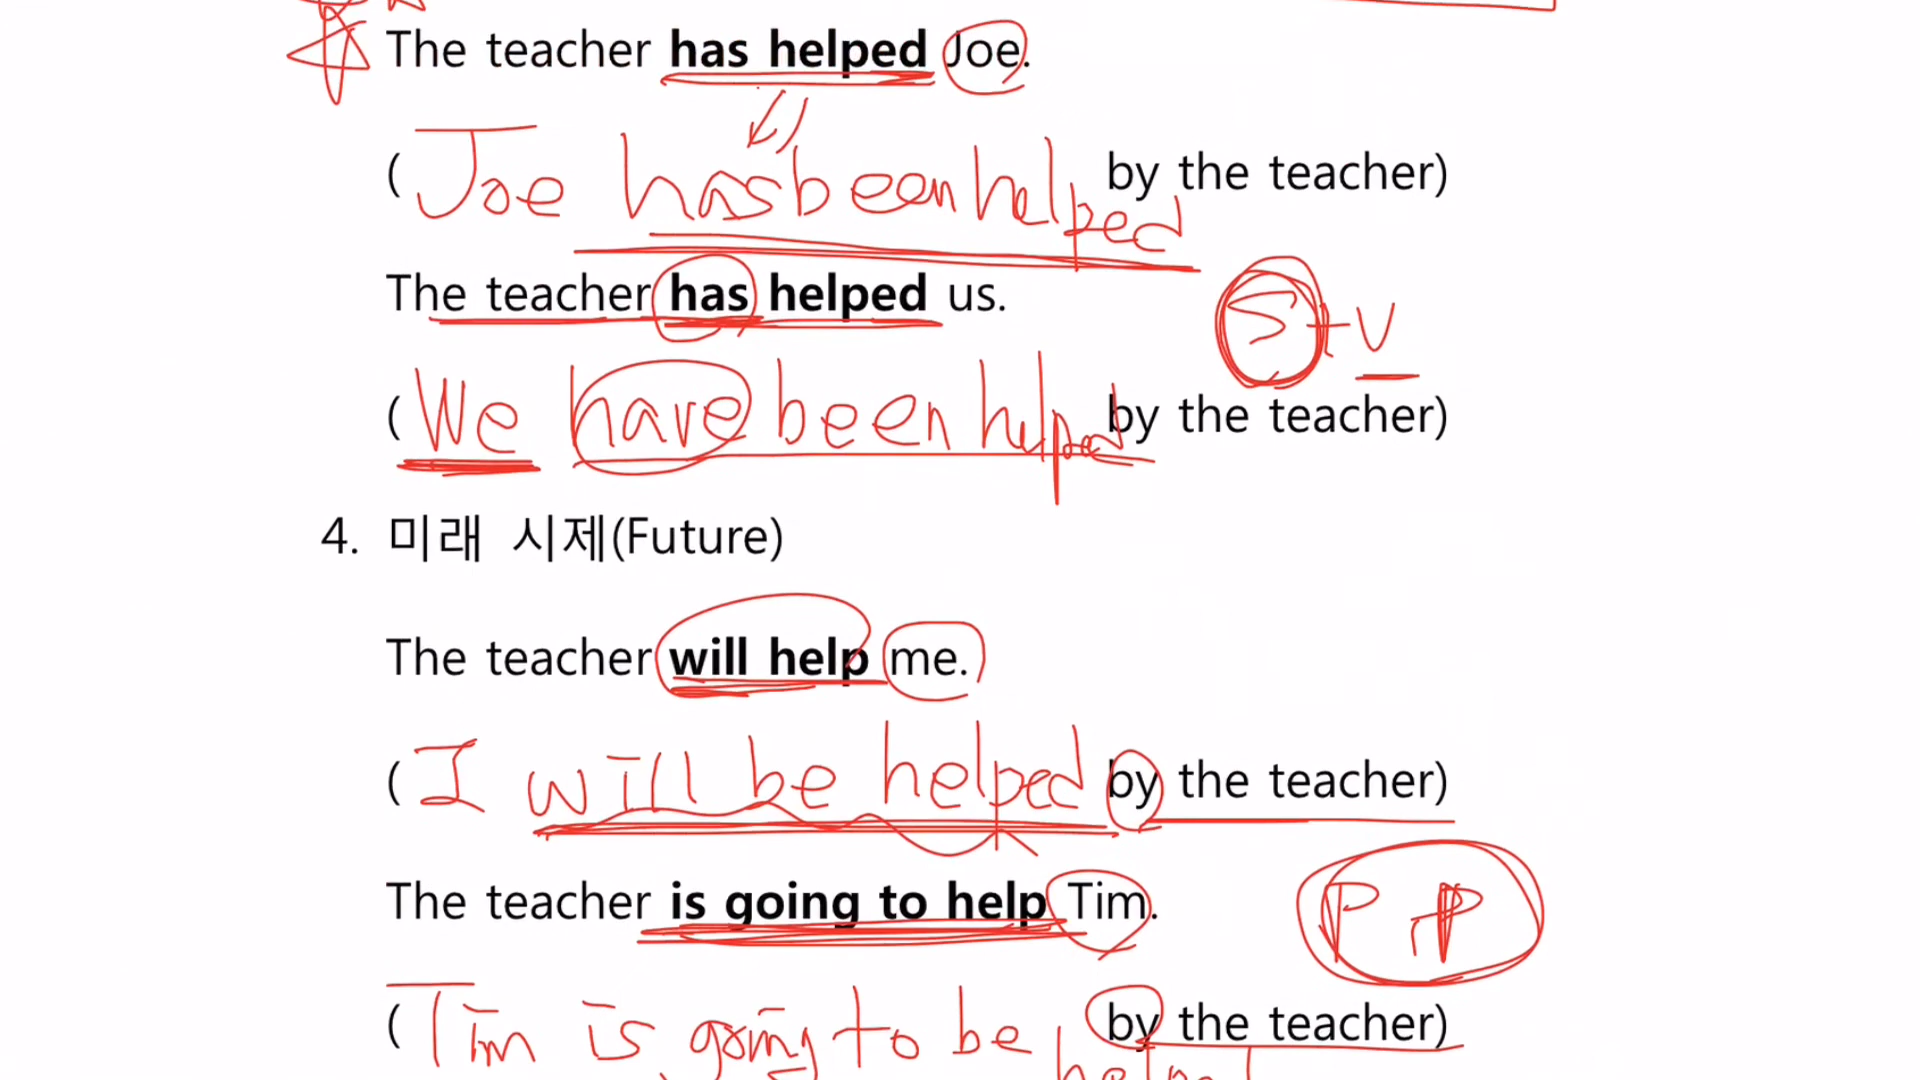 The teacher has helped Joe.
( Joe has been helped by the teacher)
The teacher has helped us.
S + V
( We have been helped by the teacher)
4. 미래 시제(Future)
The teacher will help me.
( I will be helped by the teacher)
The teacher is going to help Tim.
P.P
( Tim is going to be helped by the teacher)